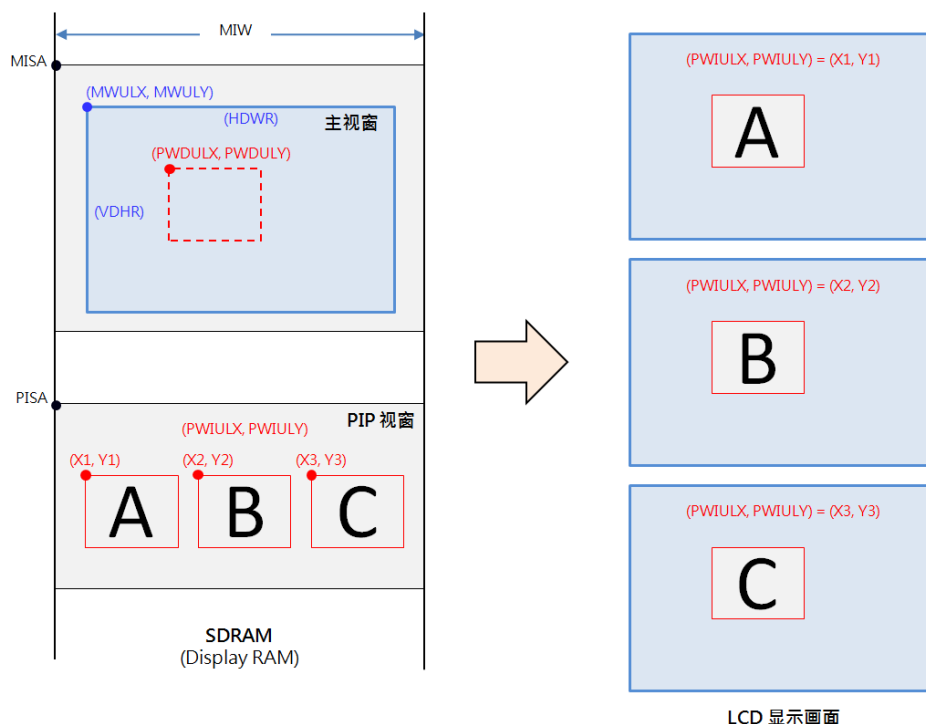 MIW
MISA
(MWULX, MWULY)
(HDWR)
主视窗
(PWDULX, PWDULY)
(VDHR)
PISA
PIP 视窗
(PWIULX, PWIULY)
(X1, Y1)
(X2, Y2)
(X3, Y3)
A
B
C
SDRAM
(Display RAM)
(PWIULX, PWIULY) = (X1, Y1)
A
(PWIULX, PWIULY) = (X2, Y2)
B
(PWIULX, PWIULY) = (X3, Y3)
C
LCD 显示画面